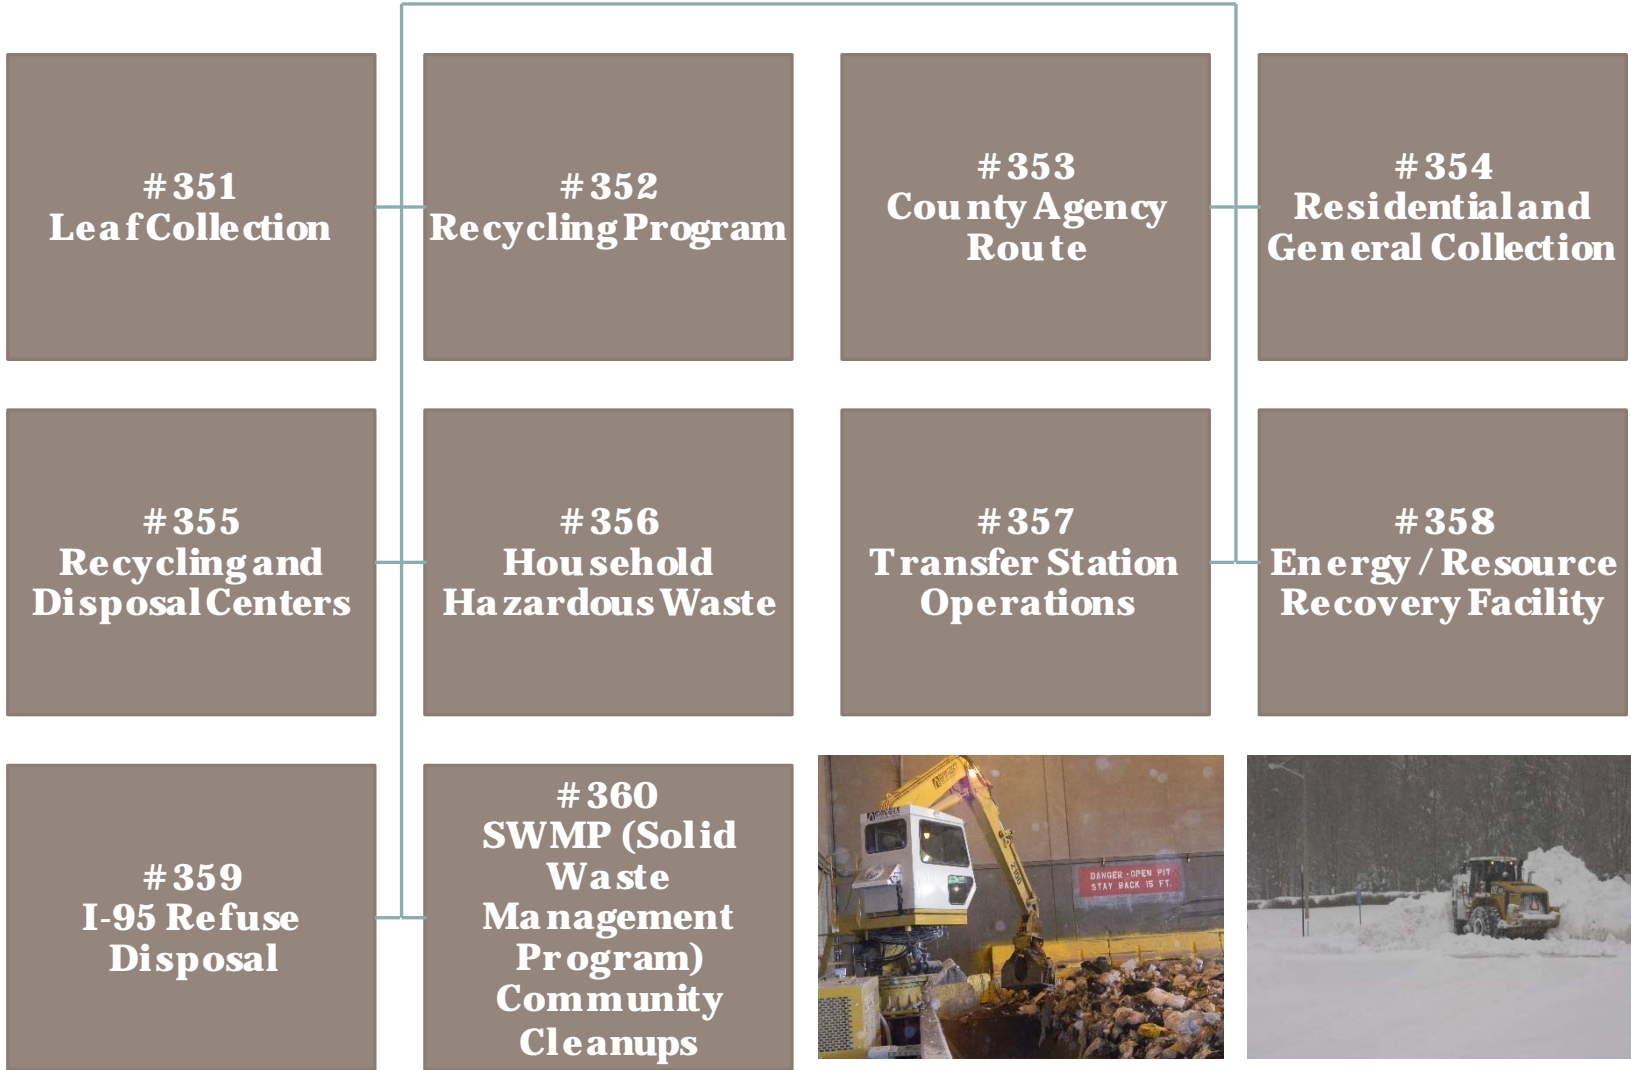 #351
Leaf Collection
#352
Recycling Program
#353
County Agency
Route
#354
Residential and
General Collection
#355
Recycling and
Disposal Centers
#356
Household
Hazardous Waste
#357
Transfer Station
Operations
#358
Energy / Resource
Recovery Facility
#359
I-95 Refuse
Disposal
#360
SWMP (Solid
Waste
Management
Program)
Community
Cleanups
DANGER - OPEN PIT
STAY BACK 15 FT.